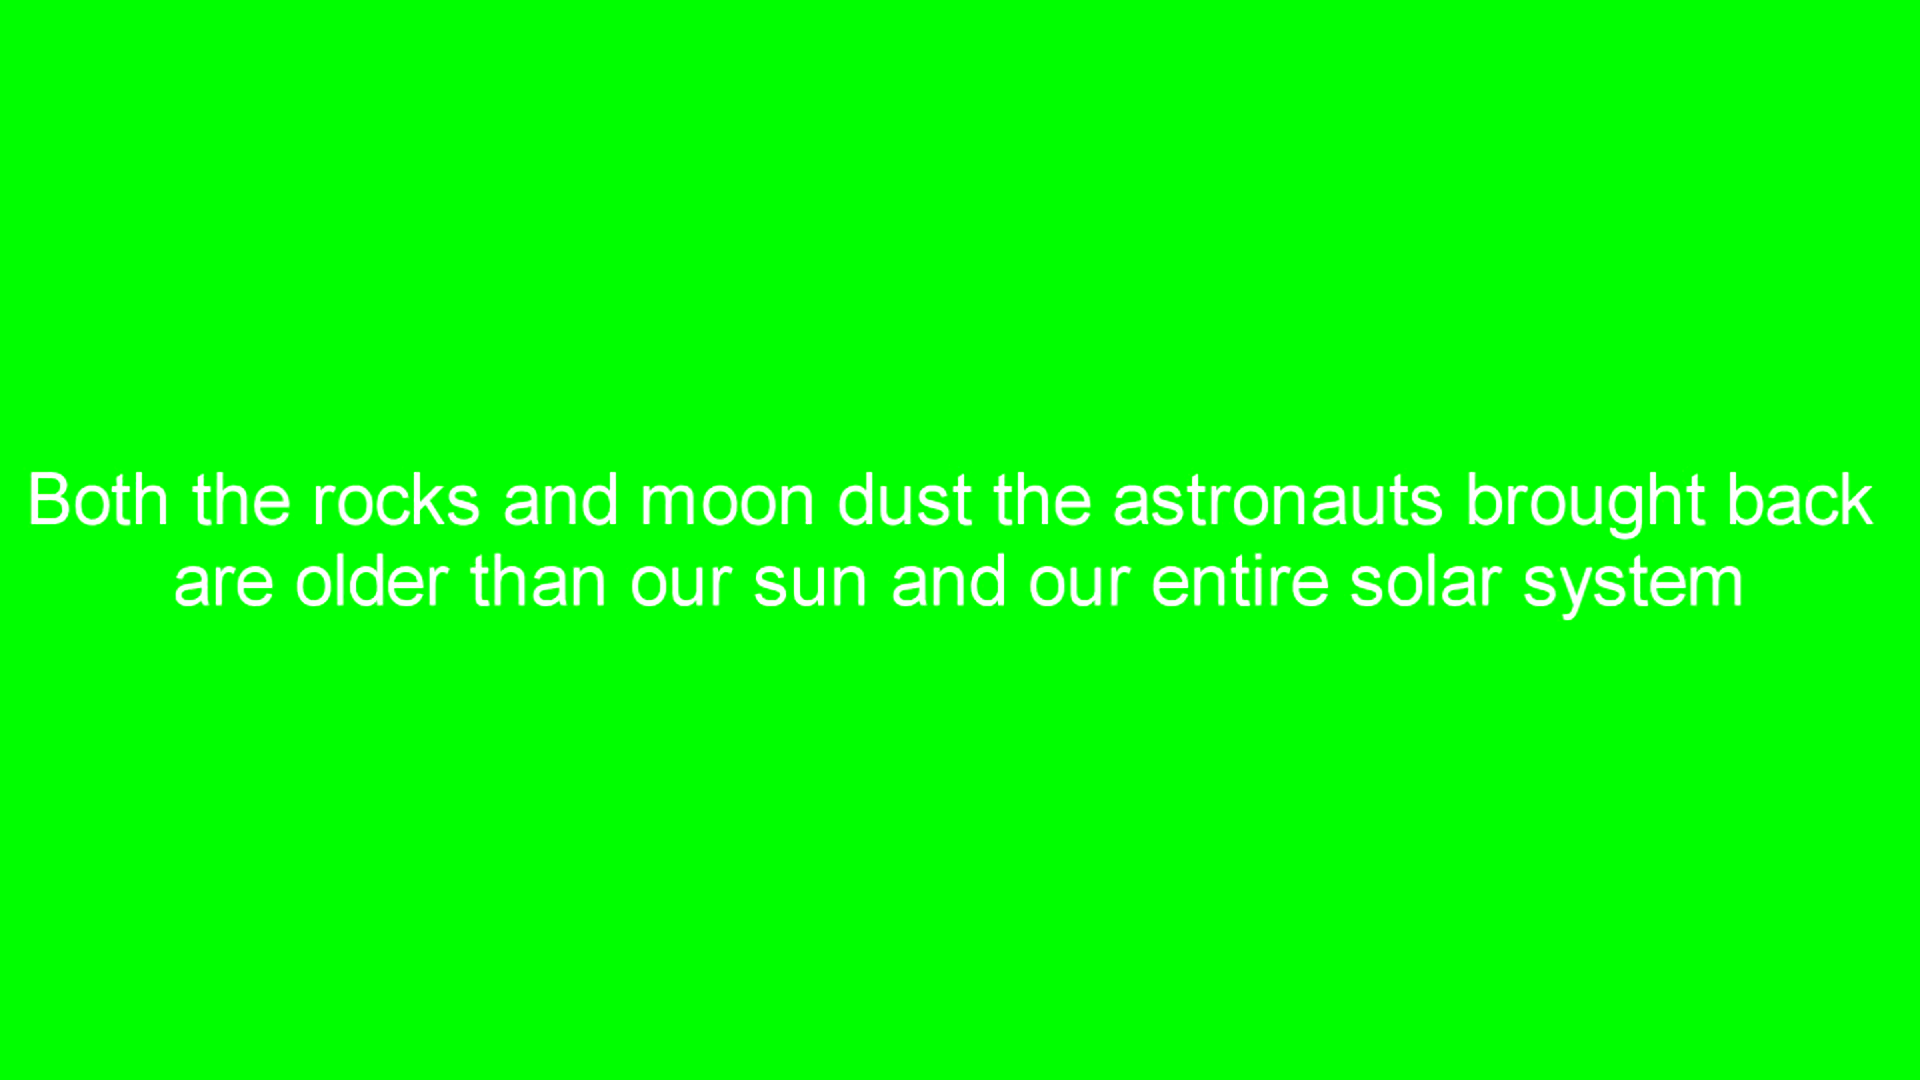 Both the rocks and moon dust the astronauts brought back
are older than our sun and our entire solar system